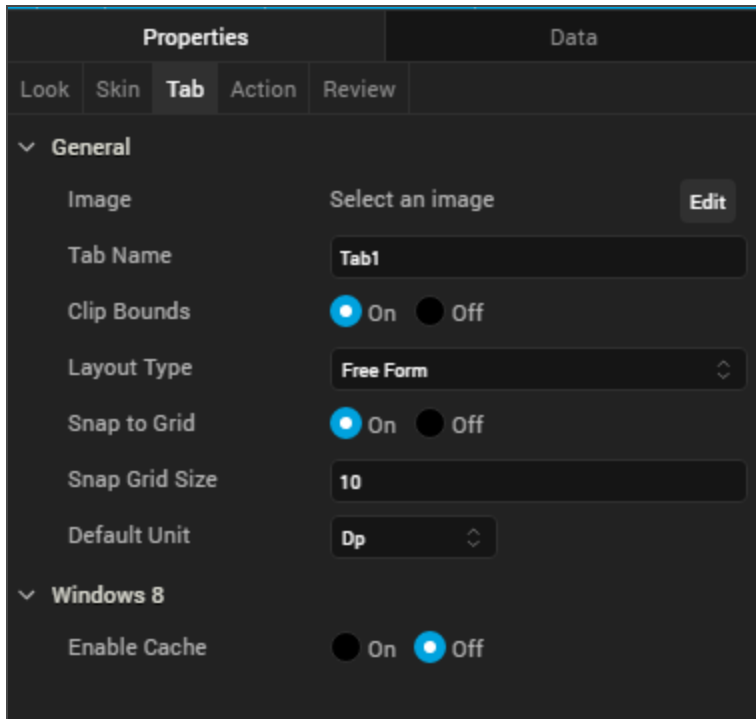 Properties Data
Look Skin Tab Action Review
General
Image Select an image Edit
Tab Name Tab1
Clip Bounds On Off
Layout Type Free Form
Snap to Grid On Off
Snap Grid Size 10
Default Unit Dp
Windows 8
Enable Cache On Off